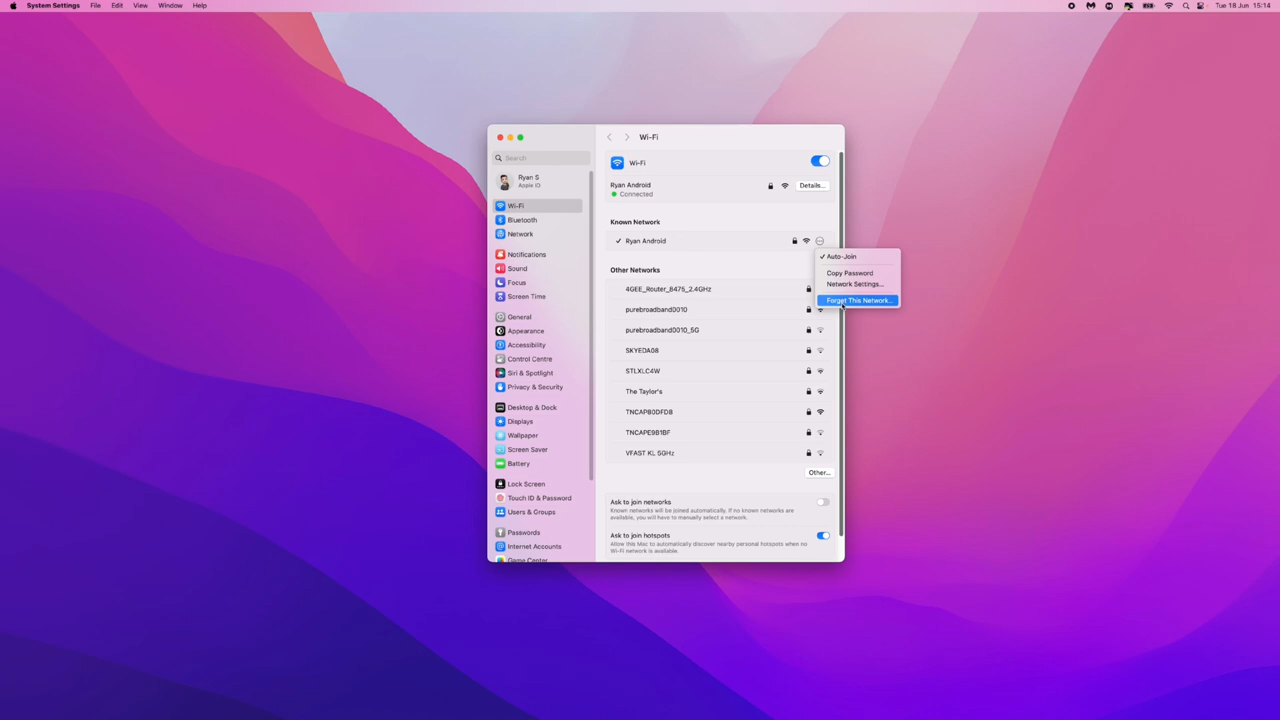 System Settings File Edit View Window Help
Tue 18 Jun 15:14
Search
Ryan S
Apple ID
Wi-Fi
Bluetooth
Network
Notifications
Sound
Focus
Screen Time
General
Appearance
Accessibility
Control Centre
Siri & Spotlight
Privacy & Security
Desktop & Dock
Displays
Wallpaper
Screen Saver
Battery
Lock Screen
Touch ID & Password
Users & Groups
Passwords
Internet Accounts
Game Center
Wi-Fi
Wi-Fi
Ryan Android
Connected
Details...
Known Network
Ryan Android
Auto-Join
Copy Password
Network Settings...
Forget This Network...
Other Networks
4GEE_Router_8475_2.4GHz
purebroadband0010
purebroadband0010_5G
SKYEDA08
STLXLC4W
The Taylor's
TNCAP80DFDB
TNCAPE9B1BF
VFAST KL 5GHz
Other...
Ask to join networks
Known networks will be joined automatically. If no known networks are
available, you will have to manually select a network.
Ask to join hotspots
Allow this Mac to automatically discover nearby personal hotspots when no
Wi-Fi network is available.